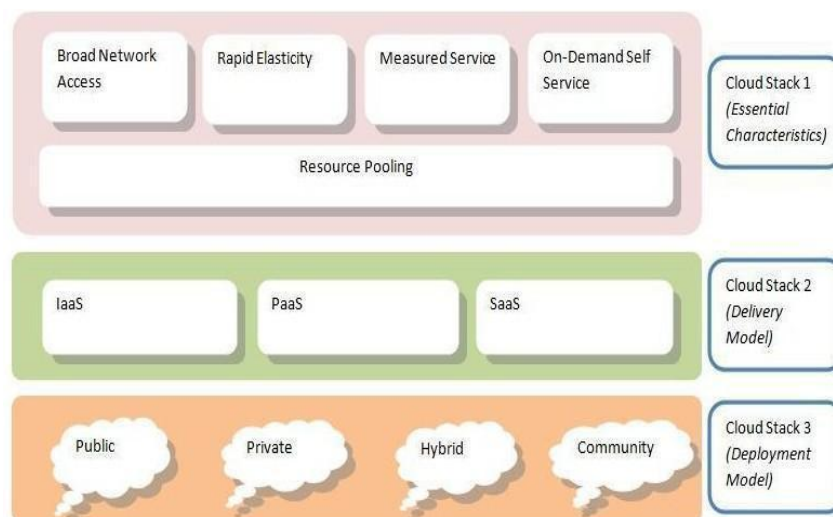 Broad Network
Access
Rapid Elasticity
Measured Service
On-Demand Self
Service
Resource Pooling
Cloud Stack 1
(Essential
Characteristics)
IaaS
PaaS
SaaS
Cloud Stack 2
(Delivery
Model)
Public
Private
Hybrid
Community
Cloud Stack 3
(Deployment
Model)